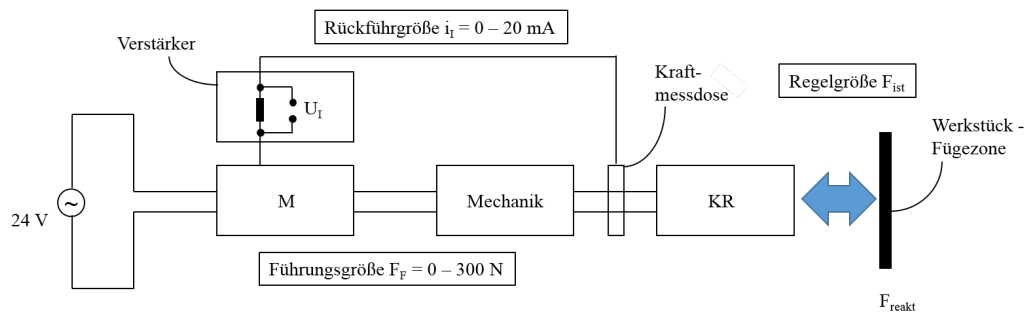 Rückführgröße iI = 0 – 20 mA
Verstärker
Kraft-
messdose
Regelgröße Fist
UI
Werkstück -
Fügezone
M
Mechanik
KR
~
24 V
Führungsgröße FF = 0 – 300 N
Freakt